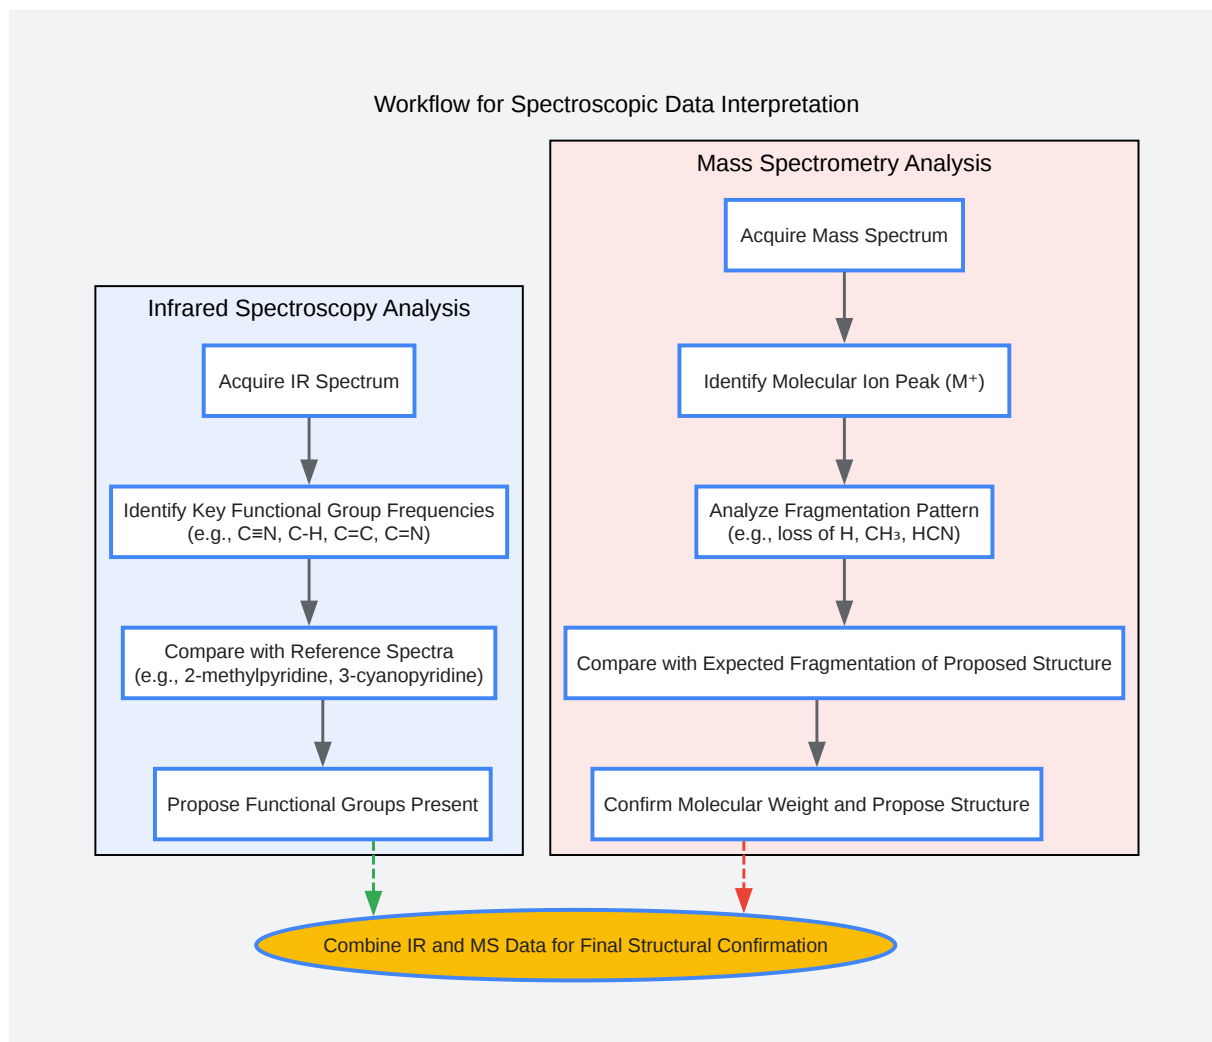 Workflow for Spectroscopic Data Interpretation
Infrared Spectroscopy Analysis
Acquire IR Spectrum
Identify Key Functional Group Frequencies
(e.g., C≡N, C-H, C=C, C=N)
Compare with Reference Spectra
(e.g., 2-methylpyridine, 3-cyanopyridine)
Propose Functional Groups Present
Mass Spectrometry Analysis
Acquire Mass Spectrum
Identify Molecular Ion Peak (M⁺)
Analyze Fragmentation Pattern
(e.g., loss of H, CH₃, HCN)
Compare with Expected Fragmentation of Proposed Structure
Confirm Molecular Weight and Propose Structure
Combine IR and MS Data for Final Structural Confirmation